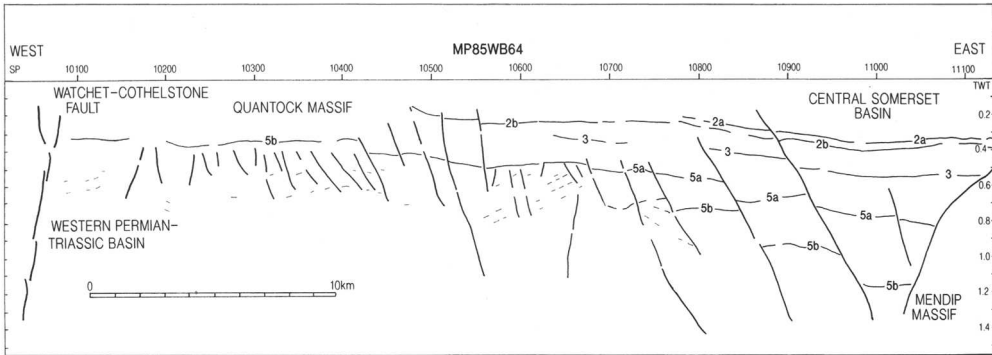 MP85WB64
WEST
EAST
SP 10100 10200 10300 10400 10500 10600 10700 10800 10900 11000 11100
TWT
WATCHET–COTHELSTONE
FAULT
QUANTOCK MASSIF
CENTRAL SOMERSET
BASIN
0.2
2b
2a
2b
2a
5b
3
3
3
0.4
5a
5a
5a
5a
0.6
5b
5b
5b
0.8
WESTERN PERMIAN–
TRIASSIC BASIN
1.0
0
10km
1.2
MENDIP
MASSIF
1.4